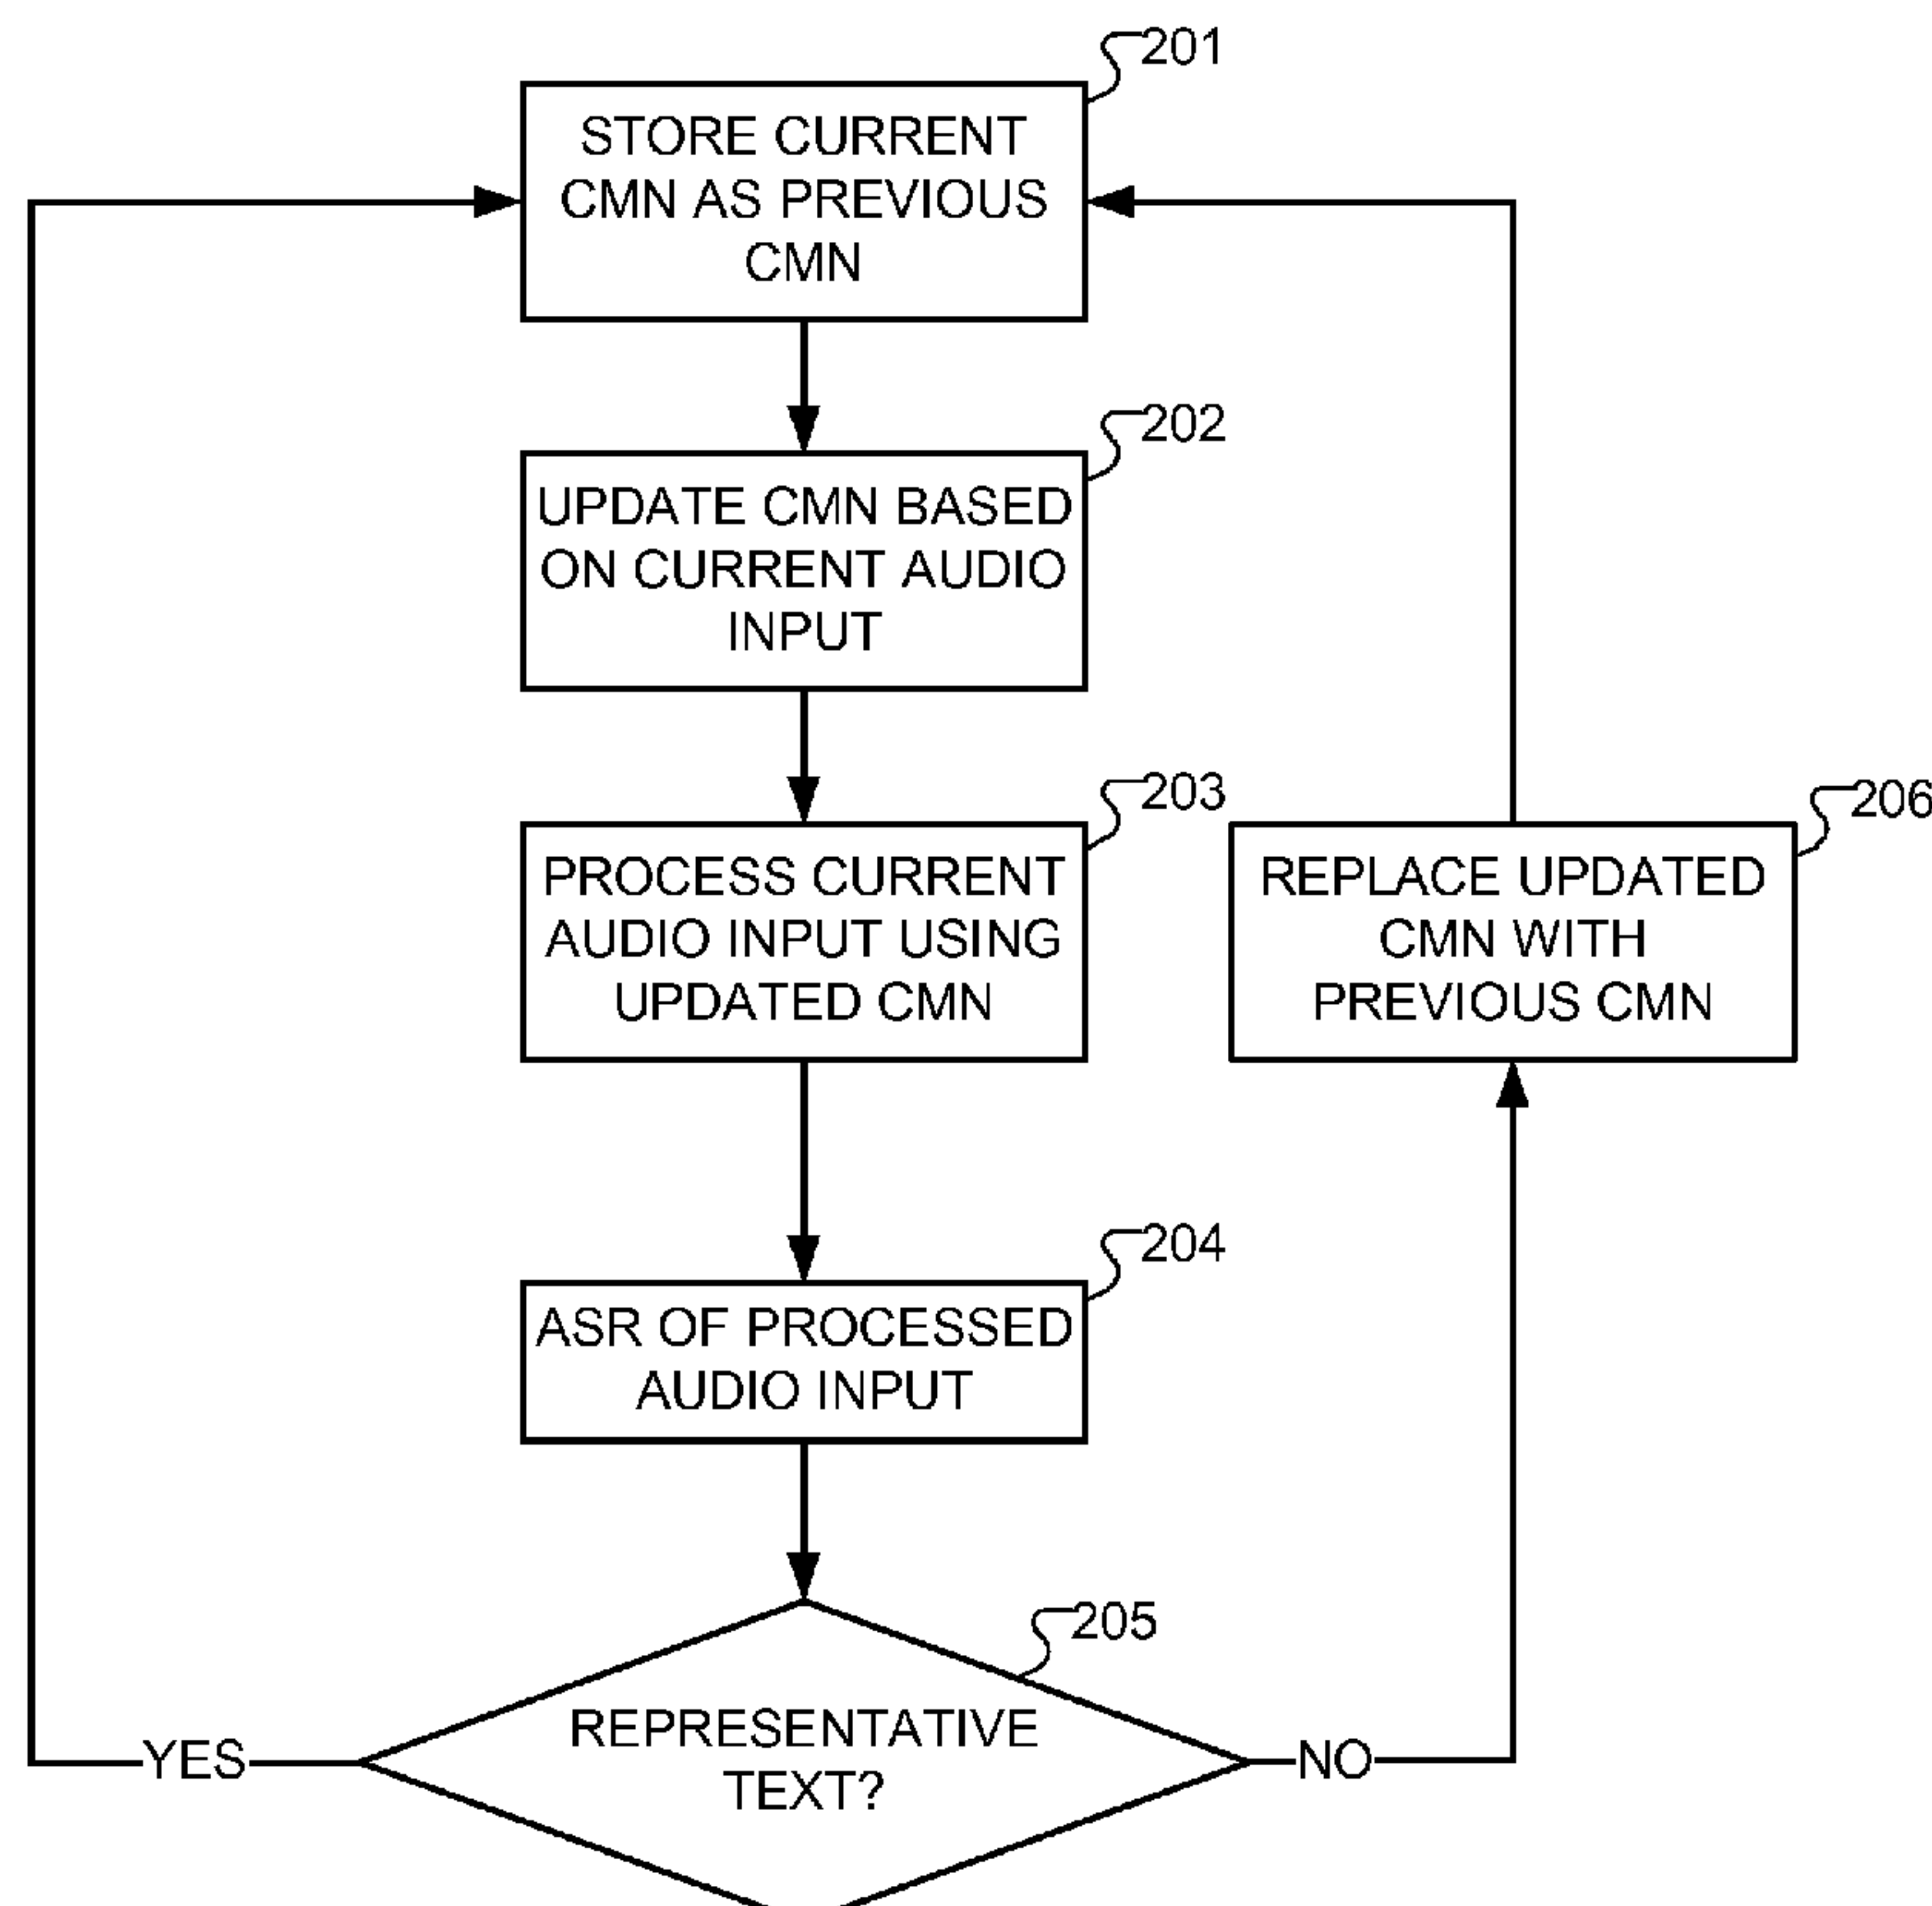 201
STORE CURRENT
CMN AS PREVIOUS
CMN
202
UPDATE CMN BASED
ON CURRENT AUDIO
INPUT
203
PROCESS CURRENT
AUDIO INPUT USING
UPDATED CMN
206
REPLACE UPDATED
CMN WITH
PREVIOUS CMN
204
ASR OF PROCESSED
AUDIO INPUT
205
REPRESENTATIVE
TEXT?
YES
NO